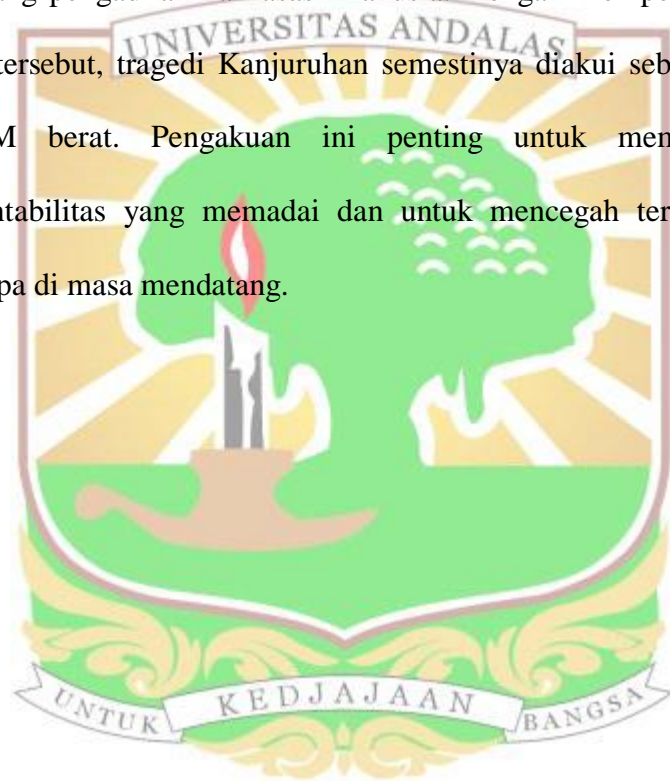 UNIVERSITAS ANDALAS
tersebut, tragedi Kanjuruhan semestinya diakui seb
M berat. Pengakuan ini penting untuk men
ntabilitas yang memadai dan untuk mencegah ter
pa di masa mendatang.
UNTUK KEDJAJAAN BANGSA